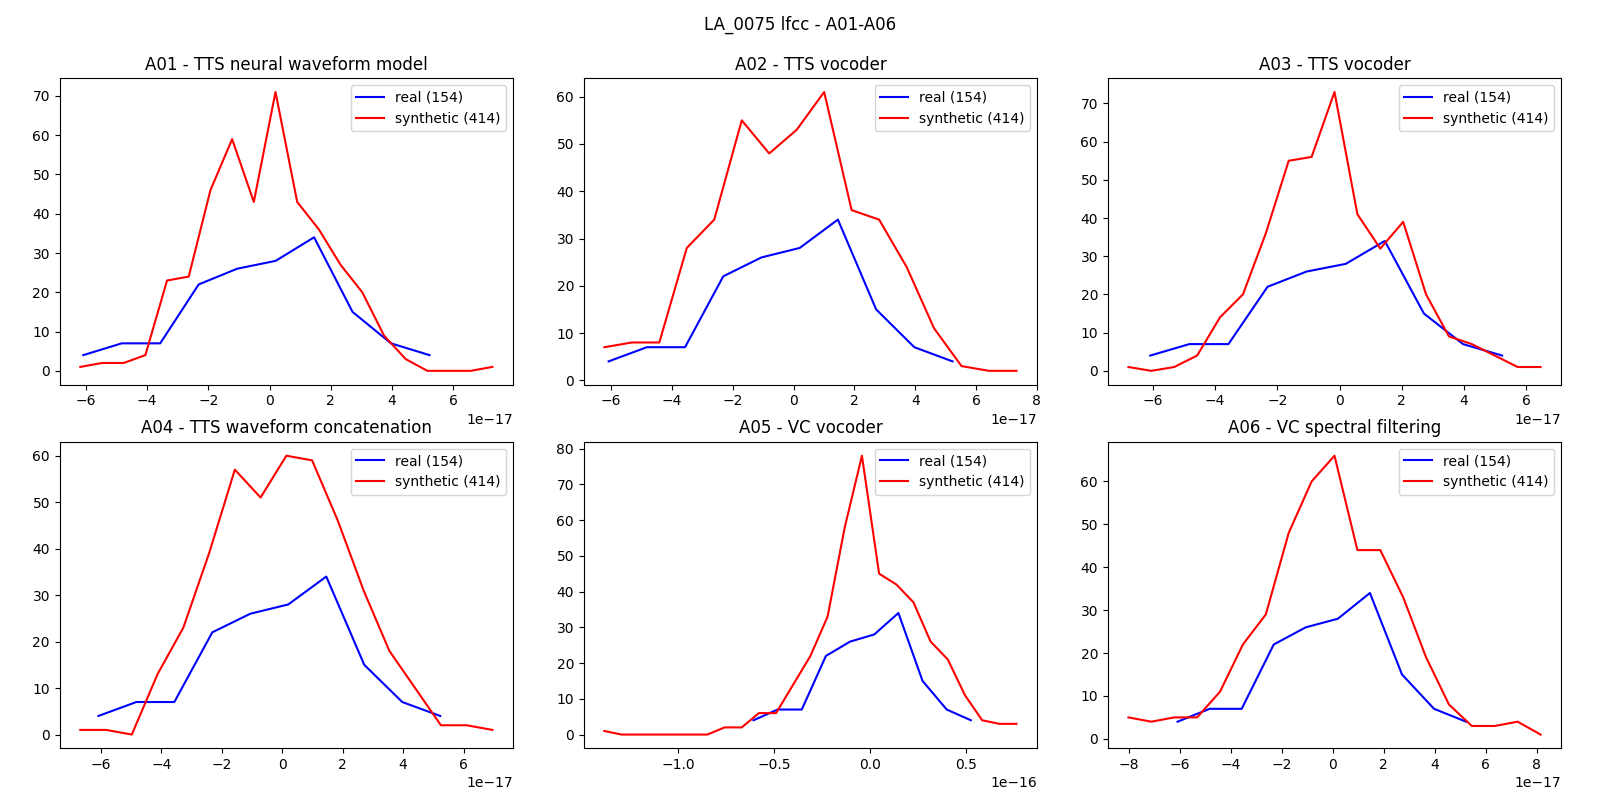 LA_0075 lfcc - A01-A06
A01 - TTS neural waveform model
70
60
50
40
30
20
10
0
real (154)
synthetic (414)
−6 −4 −2 0 2 4 6
1e−17
A02 - TTS vocoder
60
50
40
30
20
10
0
real (154)
synthetic (414)
−6 −4 −2 0 2 4 6 8
1e−17
A03 - TTS vocoder
70
60
50
40
30
20
10
0
real (154)
synthetic (414)
−6 −4 −2 0 2 4 6
1e−17
A04 - TTS waveform concatenation
60
50
40
30
20
10
0
real (154)
synthetic (414)
−6 −4 −2 0 2 4 6
1e−17
A05 - VC vocoder
80
70
60
50
40
30
20
10
0
real (154)
synthetic (414)
−1.0 −0.5 0.0 0.5
1e−16
A06 - VC spectral filtering
60
50
40
30
20
10
0
real (154)
synthetic (414)
−8 −6 −4 −2 0 2 4 6 8
1e−17